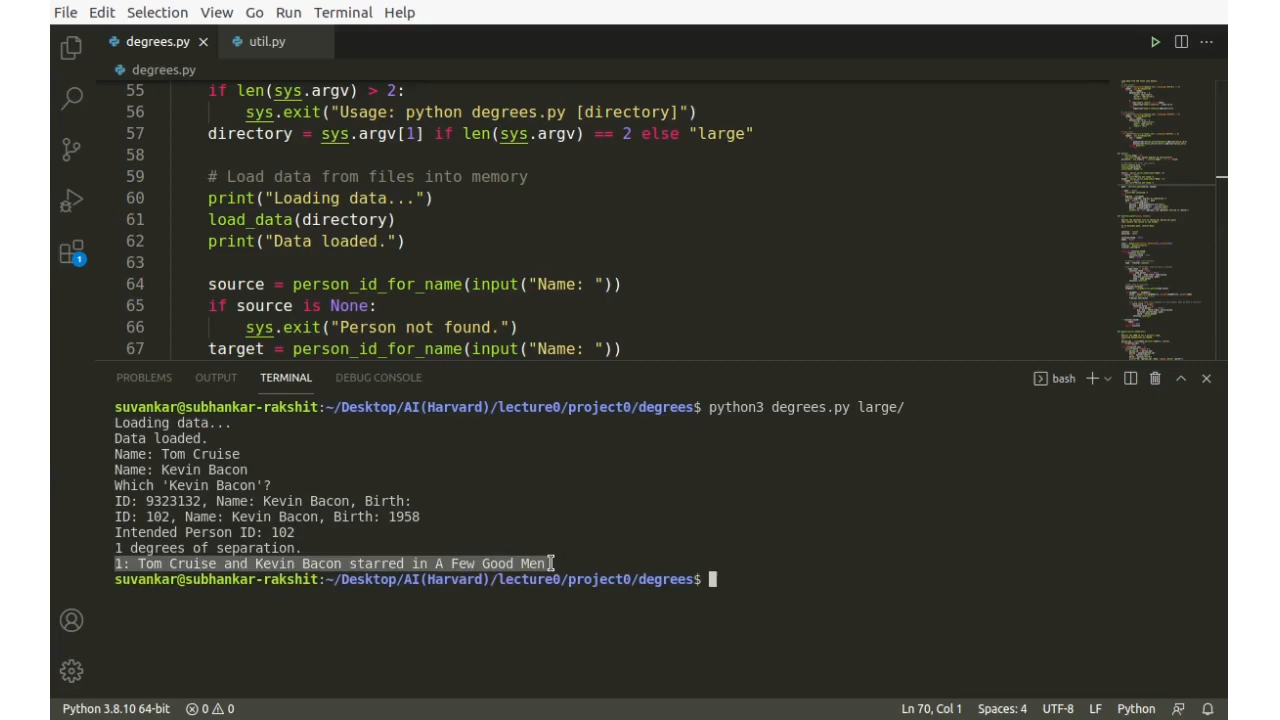 File Edit Selection View Go Run Terminal Help
degrees.py util.py
degrees.py
55 if len(sys.argv) > 2:
56 sys.exit("Usage: python degrees.py [directory]")
57 directory = sys.argv[1] if len(sys.argv) == 2 else "large"
58
59 # Load data from files into memory
60 print("Loading data...")
61 load_data(directory)
62 print("Data loaded.")
63
64 source = person_id_for_name(input("Name: "))
65 if source is None:
66 sys.exit("Person not found.")
67 target = person_id_for_name(input("Name: "))
PROBLEMS OUTPUT TERMINAL DEBUG CONSOLE bash
suvankar@subhankar-rakshit:~/Desktop/AI(Harvard)/lecture0/project0/degrees$ python3 degrees.py large/
Loading data...
Data loaded.
Name: Tom Cruise
Name: Kevin Bacon
Which 'Kevin Bacon'?
ID: 9323132, Name: Kevin Bacon, Birth:
ID: 102, Name: Kevin Bacon, Birth: 1958
Intended Person ID: 102
1 degrees of separation.
1: Tom Cruise and Kevin Bacon starred in A Few Good Men
suvankar@subhankar-rakshit:~/Desktop/AI(Harvard)/lecture0/project0/degrees$
1
Python 3.8.10 64-bit 0 0 Ln 70, Col 1 Spaces: 4 UTF-8 LF Python